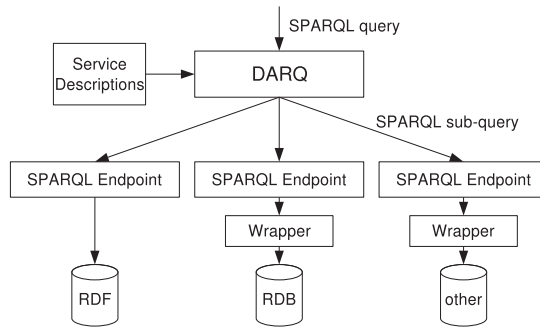 SPARQL query
Service
Descriptions
DARQ
SPARQL sub-query
SPARQL Endpoint
SPARQL Endpoint
SPARQL Endpoint
Wrapper
Wrapper
RDF
RDB
other